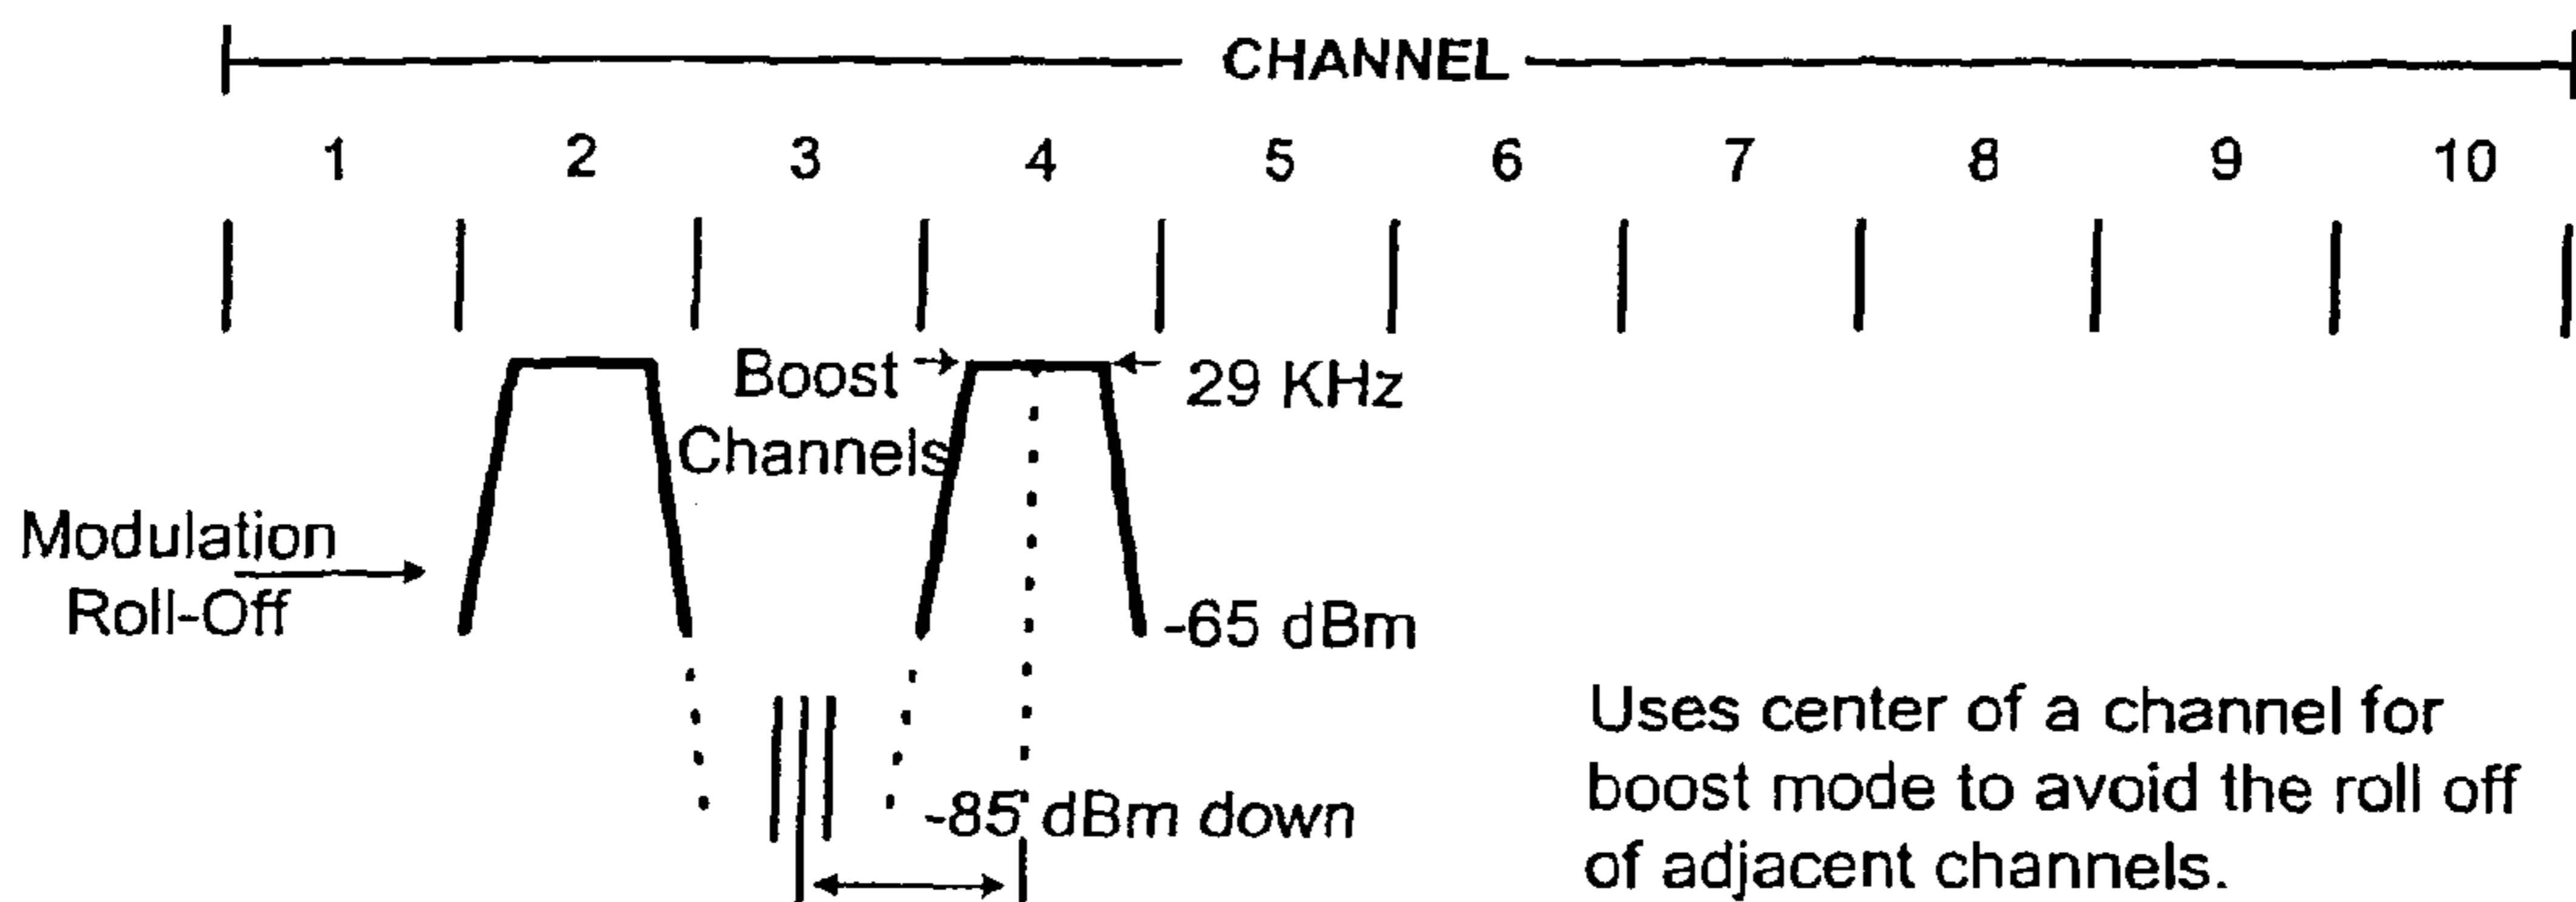 CHANNEL
1 2 3 4 5 6 7 8 9 10
Boost
Channels
29 KHz
Modulation
Roll-Off
-65 dBm
-85 dBm down
Uses center of a channel for
boost mode to avoid the roll off
of adjacent channels.